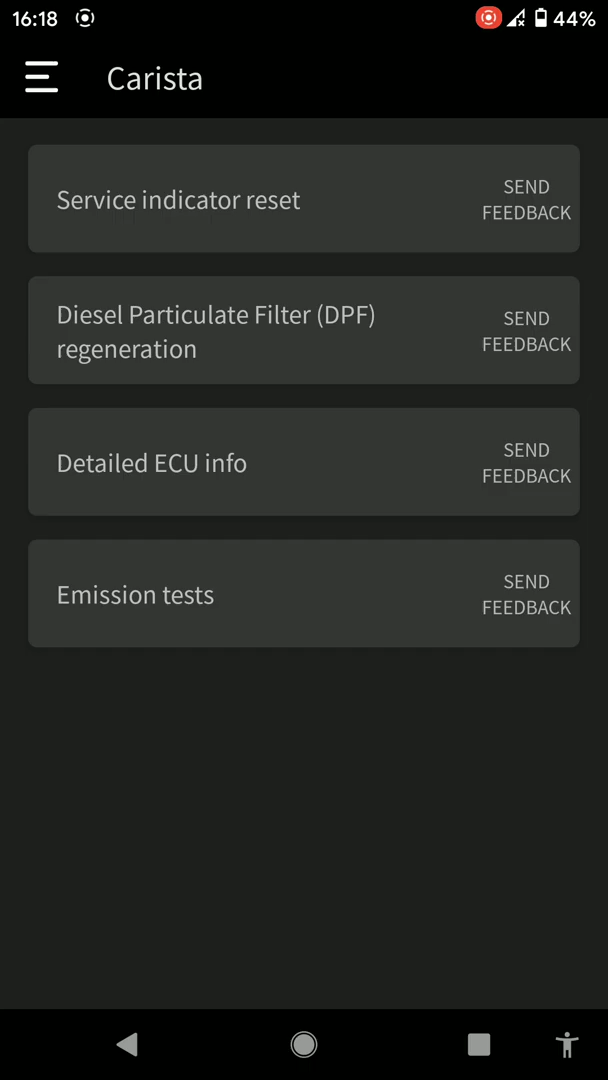 16:18 44%
Carista
Service indicator reset
SEND
FEEDBACK
Diesel Particulate Filter (DPF)
regeneration
SEND
FEEDBACK
Detailed ECU info
SEND
FEEDBACK
Emission tests
SEND
FEEDBACK